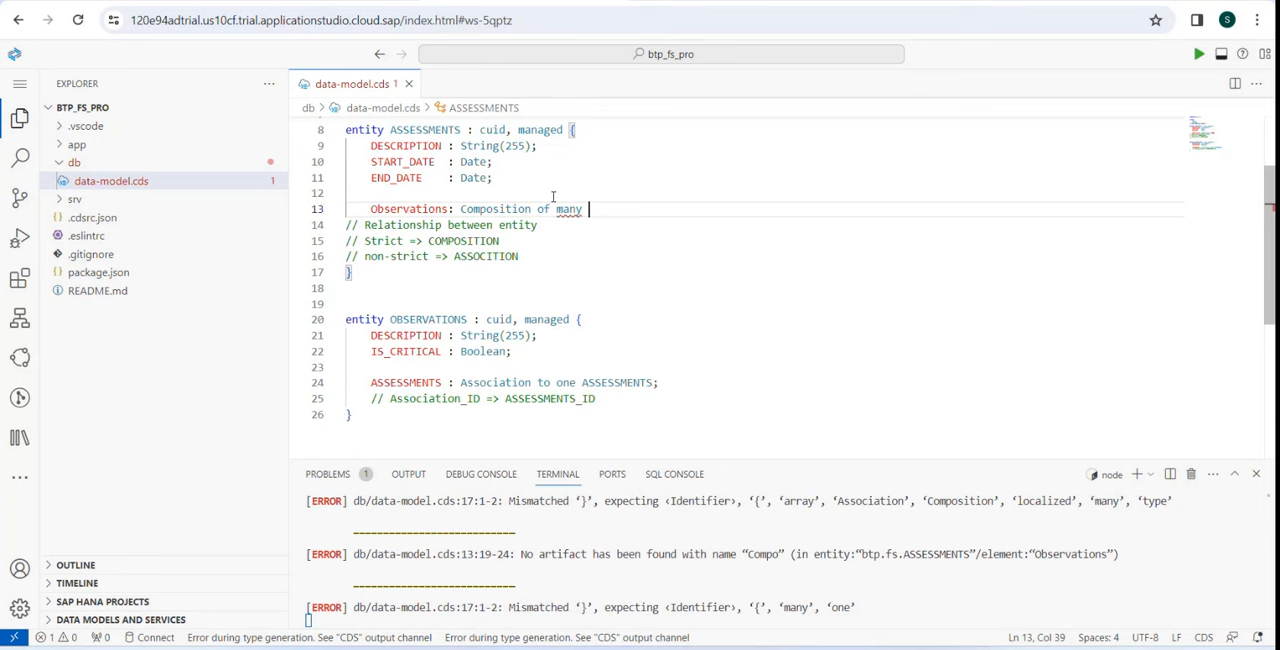 120e94adtrial.us10cf.trial.applicationstudio.cloud.sap/index.html#ws-5qptz
S
btp_fs_pro
EXPLORER
BTP_FS_PRO
.vscode
app
db
data-model.cds 1
srv
.cdsrc.json
.eslintrc
.gitignore
package.json
README.md
OUTLINE
TIMELINE
SAP HANA PROJECTS
DATA MODELS AND SERVICES
data-model.cds 1
db > data-model.cds > ASSESSMENTS
8 entity ASSESSMENTS : cuid, managed {
9 DESCRIPTION : String(255);
10 START_DATE : Date;
11 END_DATE : Date;
12
13 Observations: Composition of many
14 // Relationship between entity
15 // Strict => COMPOSITION
16 // non-strict => ASSOCITION
17 }
18
19
20 entity OBSERVATIONS : cuid, managed {
21 DESCRIPTION : String(255);
22 IS_CRITICAL : Boolean;
23
24 ASSESSMENTS : Association to one ASSESSMENTS;
25 // Association_ID => ASSESSMENTS_ID
26 }
PROBLEMS 1 OUTPUT DEBUG CONSOLE TERMINAL PORTS SQL CONSOLE
node
[ERROR] db/data-model.cds:17:1-2: Mismatched ‘}’, expecting ‹Identifier›, ‘{’, ‘array’, ‘Association’, ‘Composition’, ‘localized’, ‘many’, ‘type’
[ERROR] db/data-model.cds:13:19-24: No artifact has been found with name “Compo” (in entity:“btp.fs.ASSESSMENTS”/element:“Observations”)
[ERROR] db/data-model.cds:17:1-2: Mismatched ‘}’, expecting ‹Identifier›, ‘{’, ‘many’, ‘one’
1 0 0 Connect Error during type generation. See "CDS" output channel Error during type generation. See "CDS" output channel Ln 13, Col 39 Spaces: 4 UTF-8 LF CDS